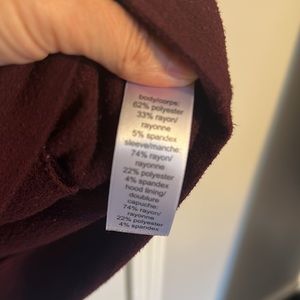 body/corps:
62% polyester
33% rayon/
rayonne
5% spandex
sleeve/manche:
74% rayon/
rayonne
22% polyester
4% spandex
hood lining/
doublure
capuche:
74% rayon/
rayonne
22% polyester
4% spandex